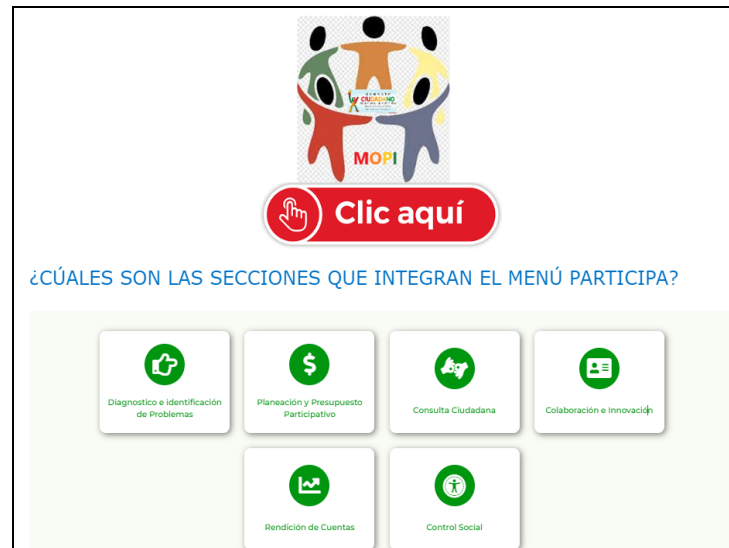 CIUDADANO
MOPI
Clic aquí
¿CÚALES SON LAS SECCIONES QUE INTEGRAN EL MENÚ PARTICIPA?
Diagnostico e identificación
de Problemas
Planeación y Presupuesto
Participativo
Consulta Ciudadana
Colaboración e Innovación
Rendición de Cuentas
Control Social